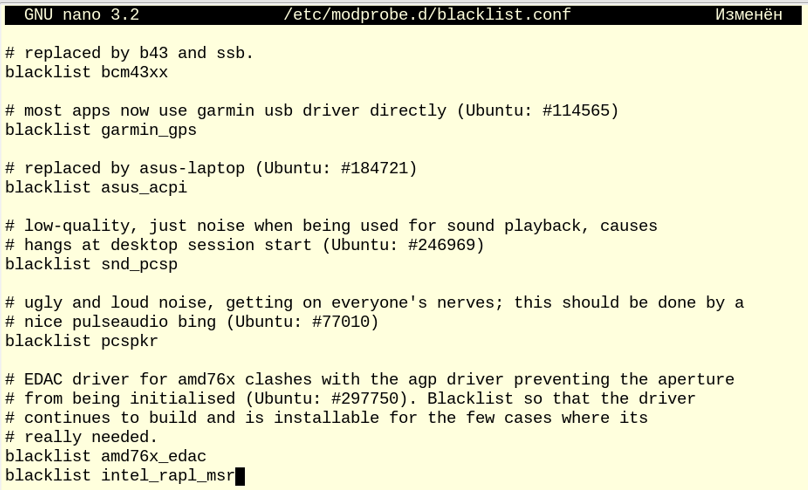 GNU nano 3.2 /etc/modprobe.d/blacklist.conf Изменён
# replaced by b43 and ssb.
blacklist bcm43xx
# most apps now use garmin usb driver directly (Ubuntu: #114565)
blacklist garmin_gps
# replaced by asus-laptop (Ubuntu: #184721)
blacklist asus_acpi
# low-quality, just noise when being used for sound playback, causes
# hangs at desktop session start (Ubuntu: #246969)
blacklist snd_pcsp
# ugly and loud noise, getting on everyone's nerves; this should be done by a
# nice pulseaudio bing (Ubuntu: #77010)
blacklist pcspkr
# EDAC driver for amd76x clashes with the agp driver preventing the aperture
# from being initialised (Ubuntu: #297750). Blacklist so that the driver
# continues to build and is installable for the few cases where its
# really needed.
blacklist amd76x_edac
blacklist intel_rapl_msr